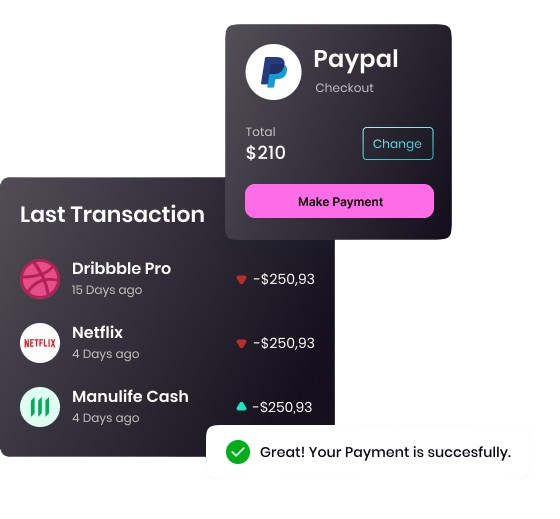 Paypal
Checkout
Total
$210
Change
Make Payment
Last Transaction
Dribbble Pro
15 Days ago
-$250,93
NETFLIX
Netflix
4 Days ago
-$250,93
Manulife Cash
4 Days ago
-$250,93
Great! Your Payment is succesfully.